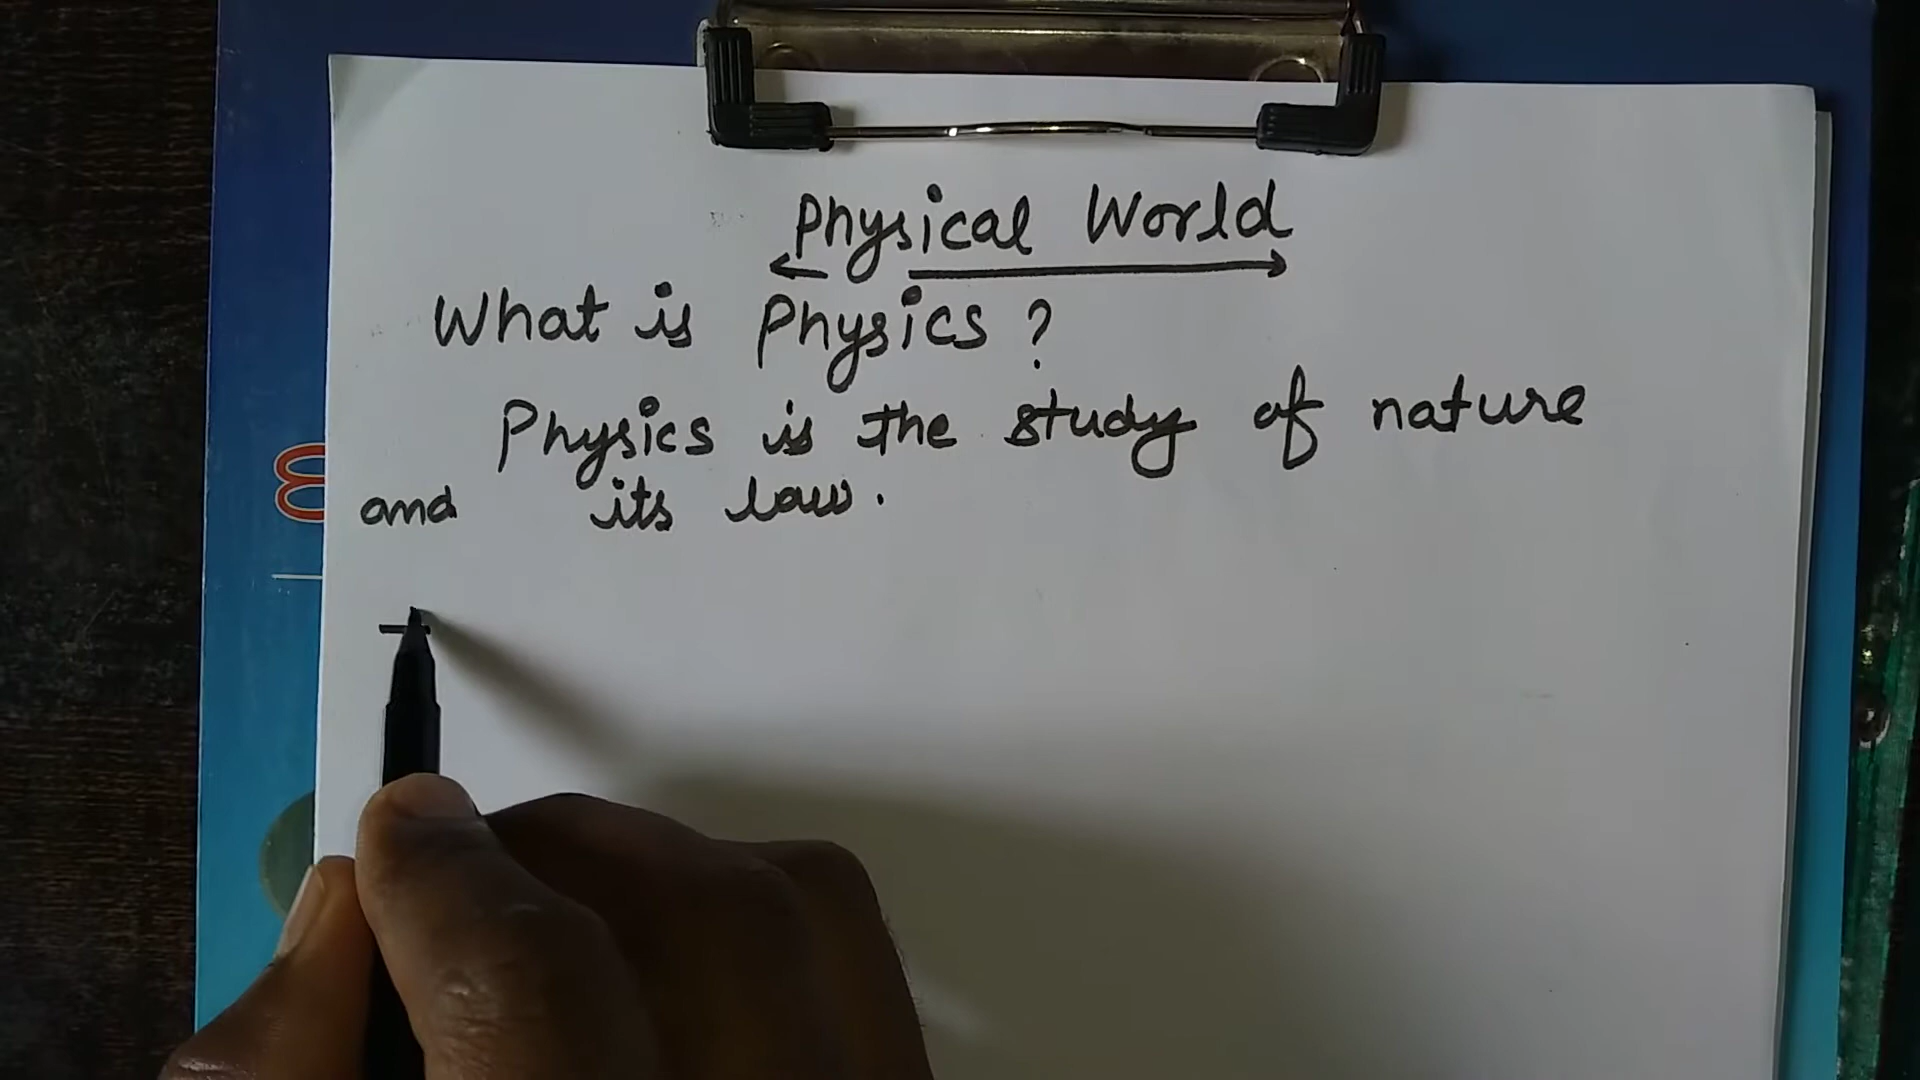 Physical World
What is Physics ?
Physics is the study of nature
and its law.